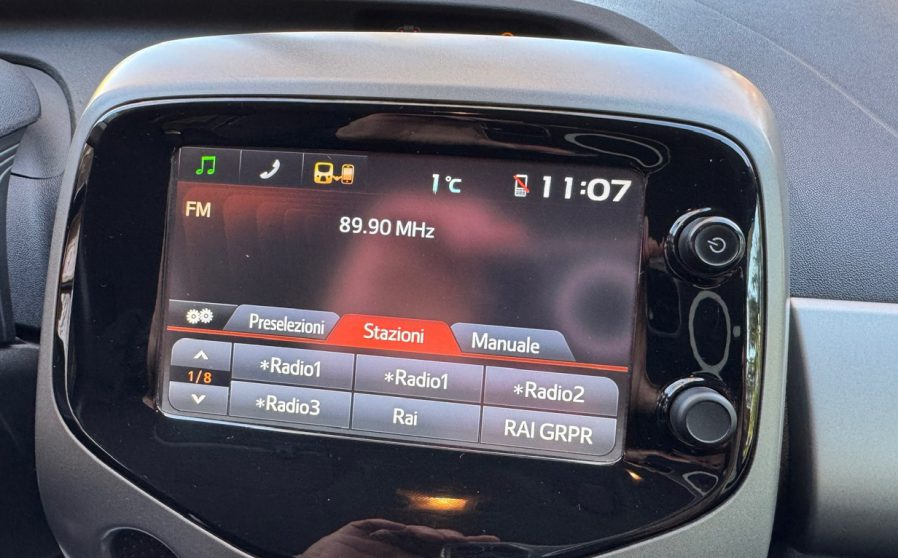 1°C
11:07
FM
89.90 MHz
Preselezioni
Stazioni
Manuale
1/8
*Radio1
*Radio1
*Radio2
*Radio3
Rai
RAI GRPR